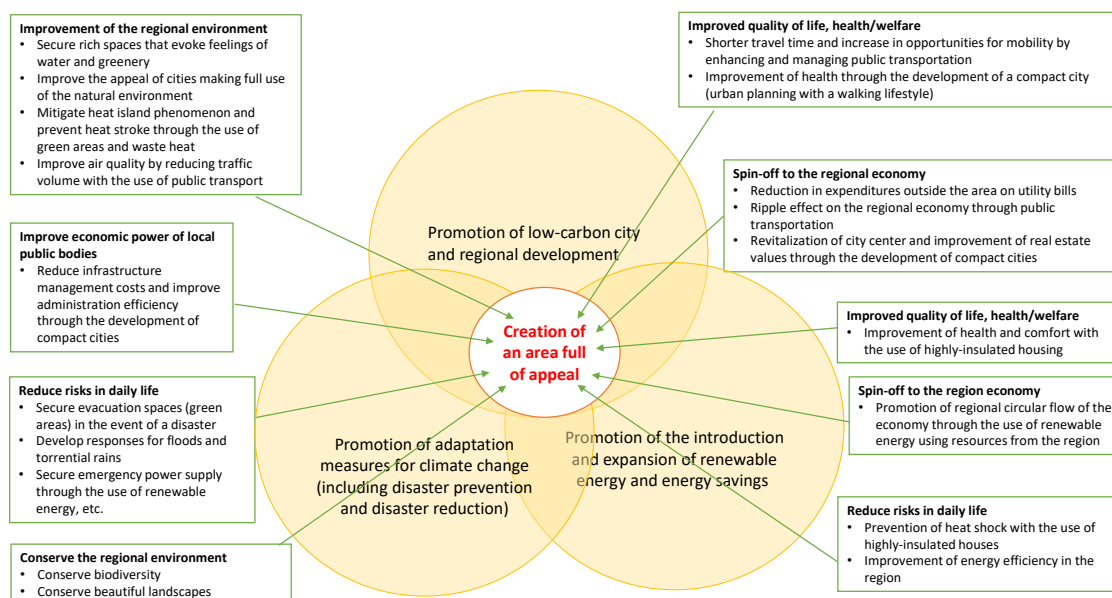 Improvement of the regional environment
• Secure rich spaces that evoke feelings of
water and greenery
• Improve the appeal of cities making full use
of the natural environment
• Mitigate heat island phenomenon and
prevent heat stroke through the use of
green areas and waste heat
• Improve air quality by reducing traffic
volume with the use of public transport
Improve economic power of local
public bodies
• Reduce infrastructure
management costs and improve
administration efficiency
through the development of
compact cities
Reduce risks in daily life
• Secure evacuation spaces (green
areas) in the event of a disaster
• Develop responses for floods and
torrential rains
• Secure emergency power supply
through the use of renewable
energy, etc.
Conserve the regional environment
• Conserve biodiversity
• Conserve beautiful landscapes
Promotion of low-carbon city
and regional development
Creation of
an area full
of appeal
Promotion of adaptation
measures for climate change
(including disaster prevention
and disaster reduction)
Promotion of the introduction
and expansion of renewable
energy and energy savings
Improved quality of life, health/welfare
• Shorter travel time and increase in opportunities for mobility by
enhancing and managing public transportation
• Improvement of health through the development of a compact city
(urban planning with a walking lifestyle)
Spin-off to the regional economy
• Reduction in expenditures outside the area on utility bills
• Ripple effect on the regional economy through public
transportation
• Revitalization of city center and improvement of real estate
values through the development of compact cities
Improved quality of life, health/welfare
• Improvement of health and comfort with
the use of highly-insulated housing
Spin-off to the region economy
• Promotion of regional circular flow of the
economy through the use of renewable
energy using resources from the region
Reduce risks in daily life
• Prevention of heat shock with the use of
highly-insulated houses
• Improvement of energy efficiency in the
region